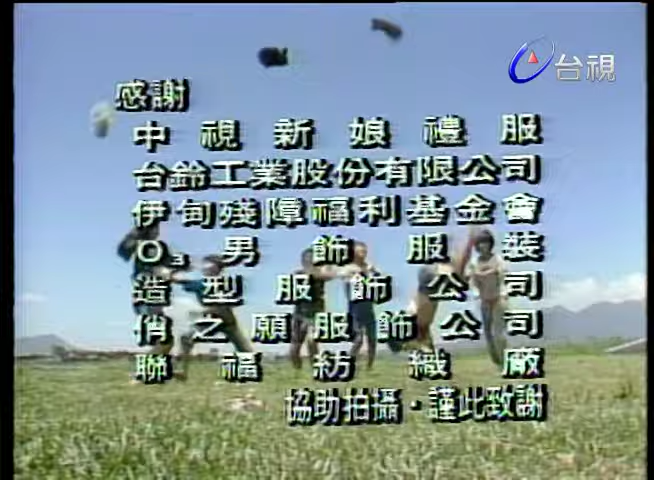 台視
感謝
中視新娘禮服
台鈴工業股份有限公司
伊甸殘障福利基金會
O₃男飾服裝
造型服飾公司
俏之願服飾公司
聯福紡織廠
協助拍攝·謹此致謝